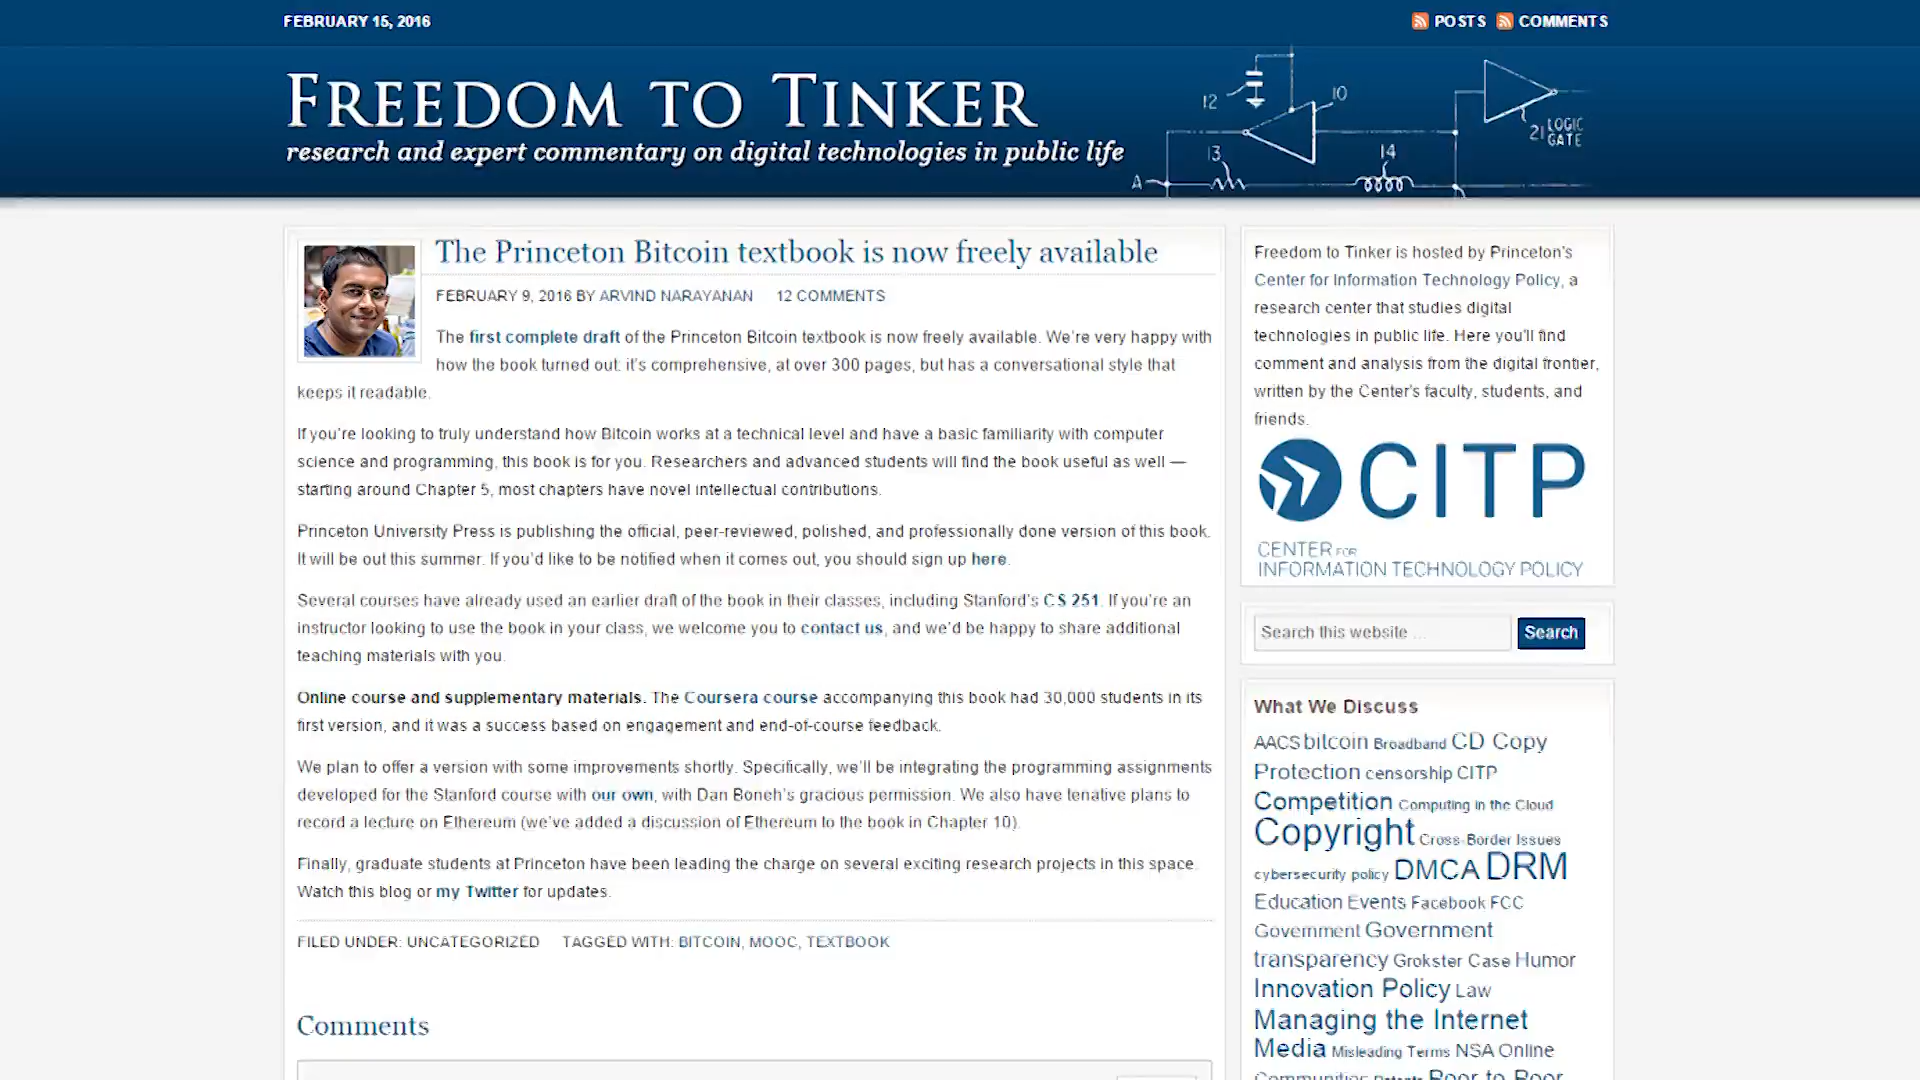 FEBRUARY 15, 2016
POSTS COMMENTS
FREEDOM TO TINKER
research and expert commentary on digital technologies in public life
12
10
13
14
21 LOGIC
GATE
A
The Princeton Bitcoin textbook is now freely available
FEBRUARY 9, 2016 BY ARVIND NARAYANAN 12 COMMENTS
The first complete draft of the Princeton Bitcoin textbook is now freely available. We're very happy with
how the book turned out: it's comprehensive, at over 300 pages, but has a conversational style that
keeps it readable.
If you're looking to truly understand how Bitcoin works at a technical level and have a basic familiarity with computer
science and programming, this book is for you. Researchers and advanced students will find the book useful as well —
starting around Chapter 5, most chapters have novel intellectual contributions.
Princeton University Press is publishing the official, peer-reviewed, polished, and professionally done version of this book.
It will be out this summer. If you'd like to be notified when it comes out, you should sign up here.
Several courses have already used an earlier draft of the book in their classes, including Stanford's CS 251. If you're an
instructor looking to use the book in your class, we welcome you to contact us, and we'd be happy to share additional
teaching materials with you.
Online course and supplementary materials. The Coursera course accompanying this book had 30,000 students in its
first version, and it was a success based on engagement and end-of-course feedback.
We plan to offer a version with some improvements shortly. Specifically, we'll be integrating the programming assignments
developed for the Stanford course with our own, with Dan Boneh's gracious permission. We also have tenative plans to
record a lecture on Ethereum (we've added a discussion of Ethereum to the book in Chapter 10).
Finally, graduate students at Princeton have been leading the charge on several exciting research projects in this space.
Watch this blog or my Twitter for updates.
FILED UNDER: UNCATEGORIZED TAGGED WITH: BITCOIN, MOOC, TEXTBOOK
Comments
Freedom to Tinker is hosted by Princeton's
Center for Information Technology Policy, a
research center that studies digital
technologies in public life. Here you'll find
comment and analysis from the digital frontier,
written by the Center's faculty, students, and
friends.
CITP
CENTER FOR
INFORMATION TECHNOLOGY POLICY
Search this website ...
Search
What We Discuss
AACS bitcoin Broadband CD Copy
Protection censorship CITP
Competition Computing in the Cloud
Copyright Cross-Border Issues
cybersecurity policy DMCA DRM
Education Events Facebook FCC
Government Government
transparency Grokster Case Humor
Innovation Policy Law
Managing the Internet
Media Misleading Terms NSA Online
Communities Patents Peer-to-Peer